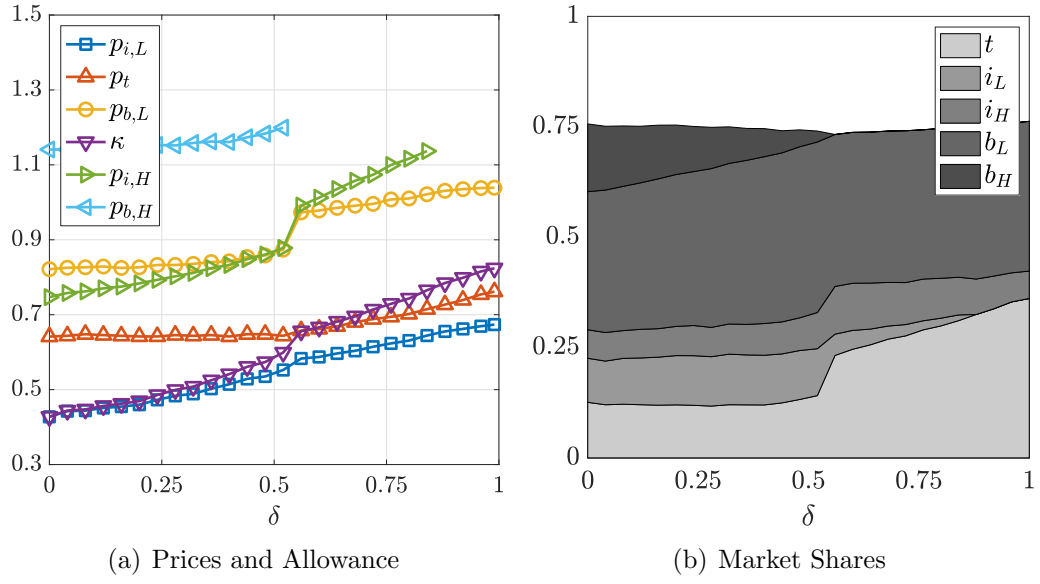 1.5
1.3
1.1
0.9
0.7
0.5
0.3
p_{i,L}
p_t
p_{b,L}
κ
p_{i,H}
p_{b,H}
0 0.25 0.5 0.75 1
δ
(a) Prices and Allowance
1
0.75
0.5
0.25
0
t
i_L
i_H
b_L
b_H
0 0.25 0.5 0.75 1
δ
(b) Market Shares